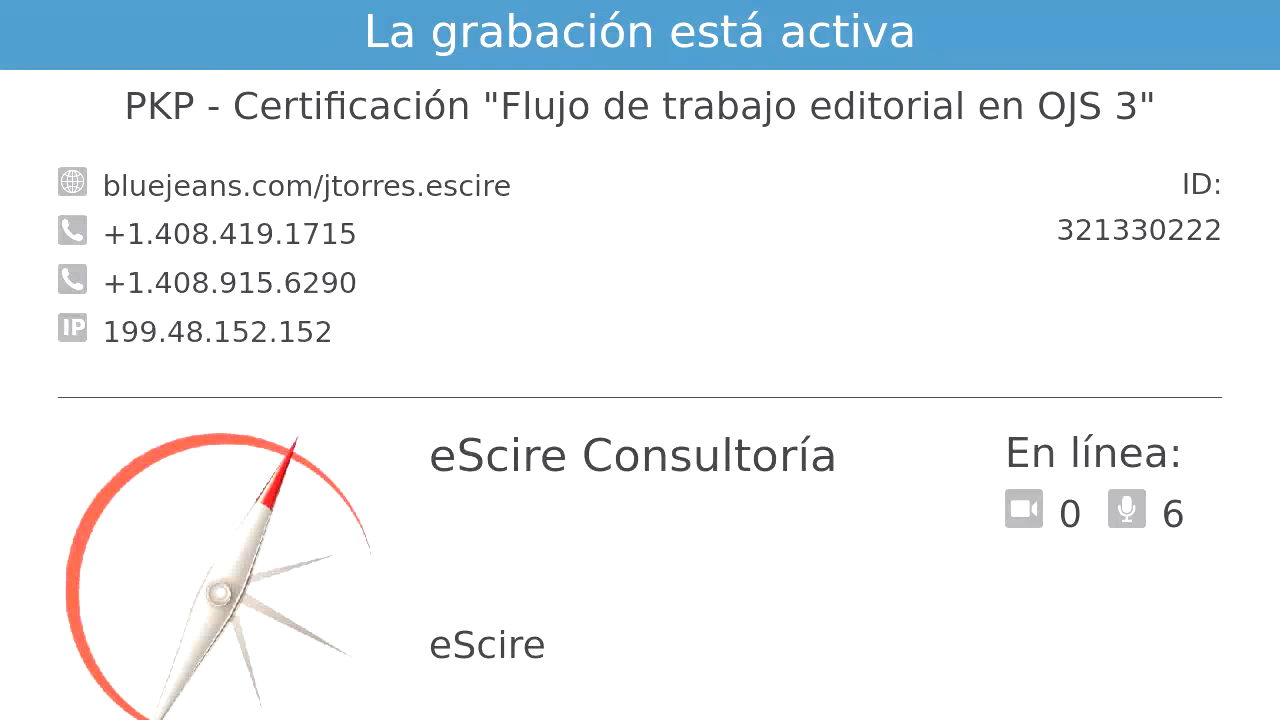 La grabación está activa
PKP - Certificación "Flujo de trabajo editorial en OJS 3"
bluejeans.com/jtorres.escire
ID:
+1.408.419.1715
321330222
+1.408.915.6290
IP 199.48.152.152
eScire Consultoría
En línea:
0 6
eScire